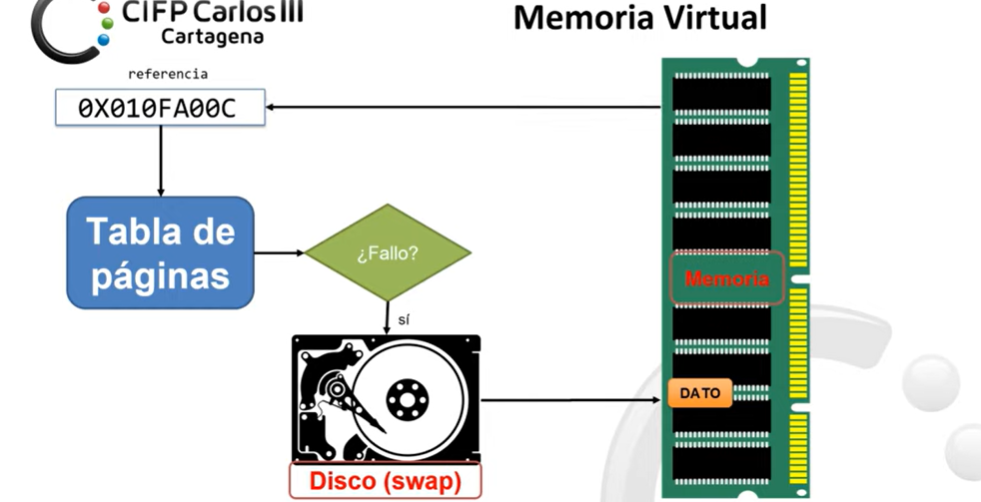 CIFP Carlos III
Cartagena
Memoria Virtual
referencia
0X010FA00C
Tabla de
páginas
¿Fallo?
sí
Memoria
DATO
Disco (swap)